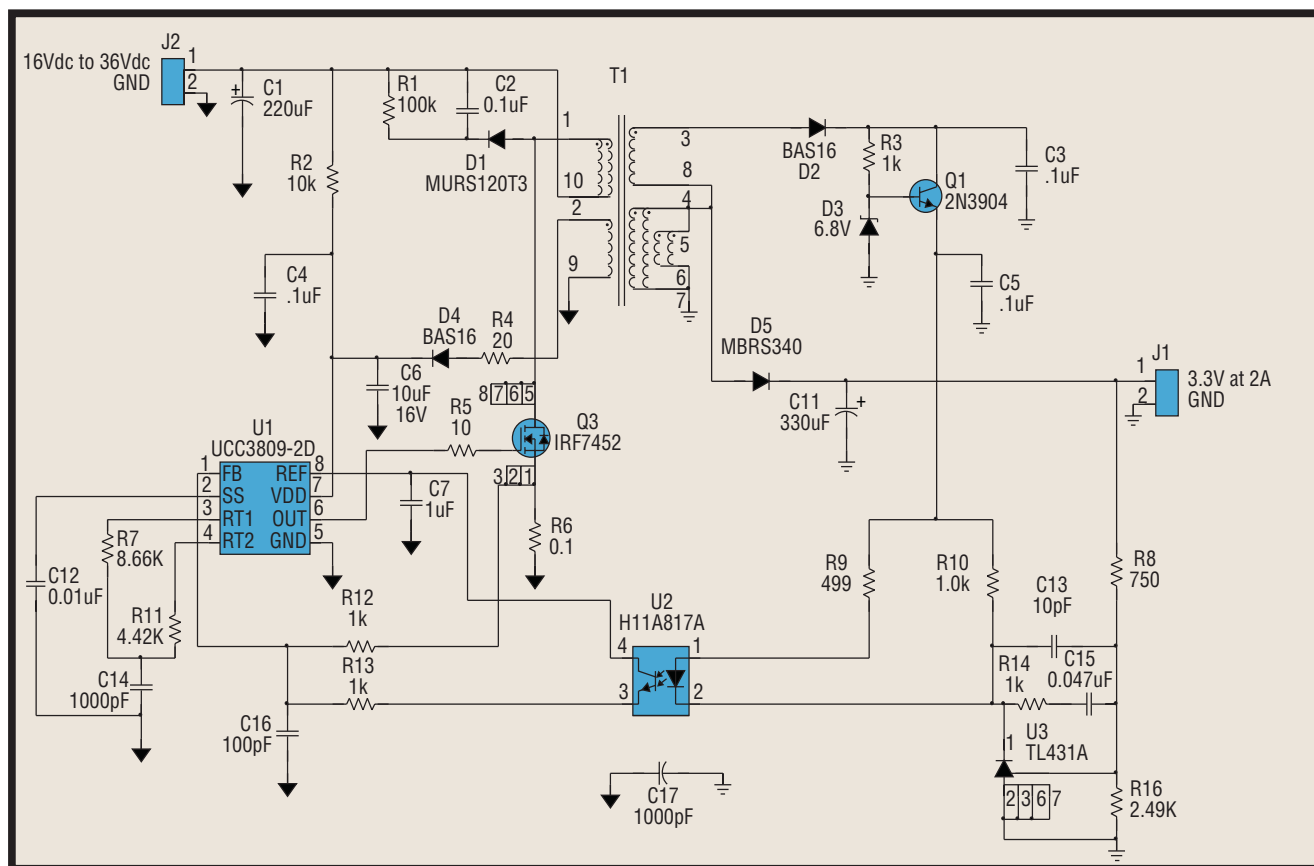 J2
16Vdc to 36Vdc
GND
1
2
C1
220uF
+
R1
100k
C2
0.1uF
T1
1
10
2
9
3
8
4
5
6
7
D1
MURS120T3
R2
10k
BAS16
D2
R3
1k
Q1
2N3904
C3
.1uF
D3
6.8V
C4
.1uF
C5
.1uF
D4
BAS16
R4
20
C6
10uF
16V
D5
MBRS340
J1
1
2
3.3V at 2A
GND
C11
330uF
+
8 7 6 5
R5
10
Q3
IRF7452
3 2 1
U1
UCC3809-2D
1 FB REF 8
2 SS VDD 7
3 RT1 OUT 6
4 RT2 GND 5
C7
1uF
R6
0.1
R7
8.66K
C12
0.01uF
R11
4.42K
C14
1000pF
R12
1k
R13
1k
C16
100pF
U2
H11A817A
4
3
1
2
R9
499
R10
1.0k
R8
750
C13
10pF
R14
1k
C15
0.047uF
U3
TL431A
1
2 3 6 7
R16
2.49K
C17
1000pF